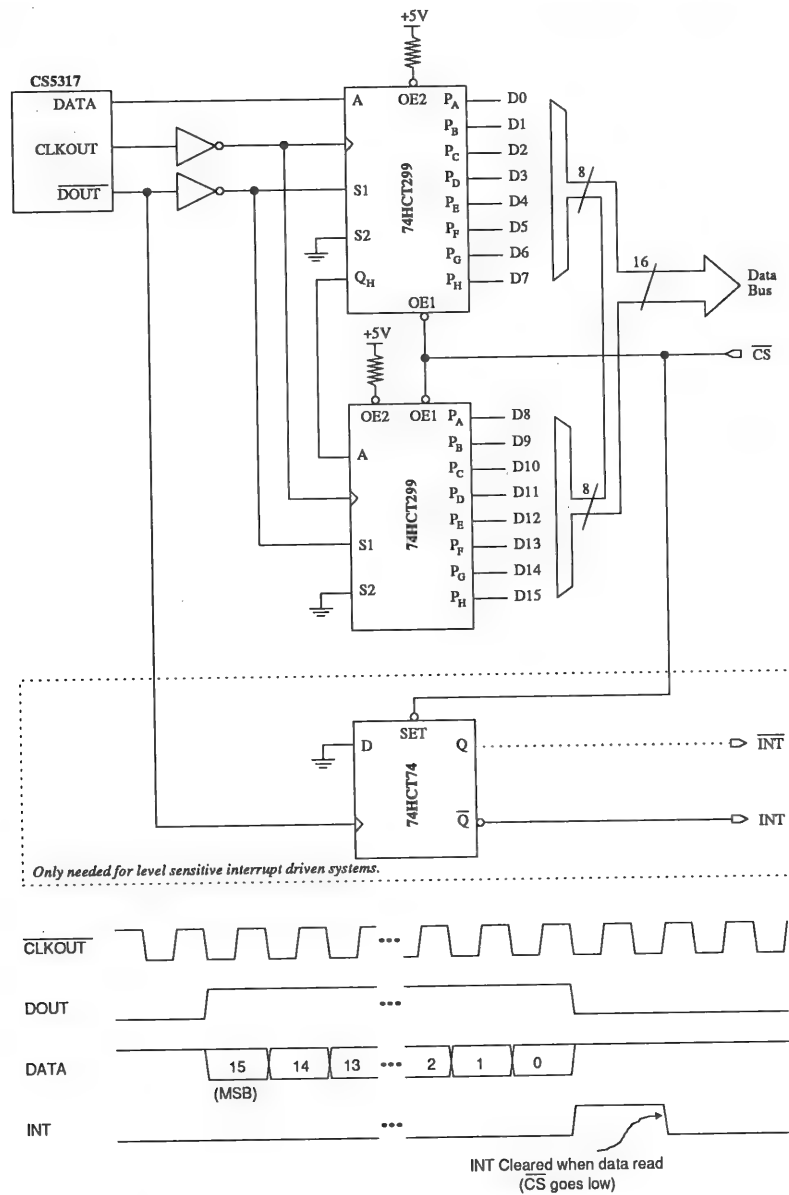 +5V
CS5317
DATA
CLKOUT
DOUT
A
OE2
S1
S2
QH
OE1
74HCT299
PA D0
PB D1
PC D2
PD D3
PE D4
PF D5
PG D6
PH D7
8
16
Data
Bus
CS
+5V
OE2 OE1
A
S1
S2
74HCT299
PA D8
PB D9
PC D10
PD D11
PE D12
PF D13
PG D14
PH D15
8
SET
D
Q
Q
74HCT74
INT
INT
Only needed for level sensitive interrupt driven systems.
CLKOUT
DOUT
DATA 15 14 13 2 1 0
(MSB)
INT
INT Cleared when data read
(CS goes low)